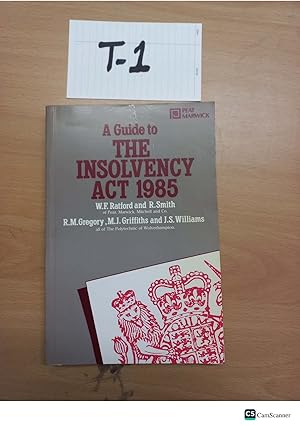 T-1
PEAT
MARWICK
A Guide to
THE
INSOLVENCY
ACT 1985
W.F. Ratford and R.Smith
of Peat, Marwick, Mitchell and Co.
R.M.Gregory, M.J. Griffiths and J.S.Williams
all of The Polytechnic of Wolverhampton.
CS CamScanner